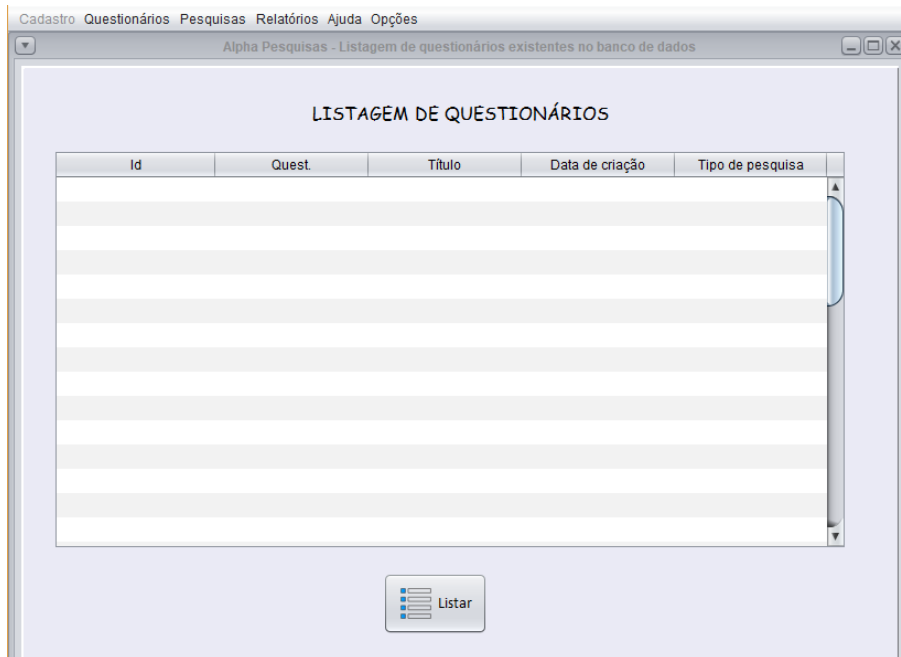 Cadastro Questionários Pesquisas Relatórios Ajuda Opções
Alpha Pesquisas - Listagem de questionários existentes no banco de dados
LISTAGEM DE QUESTIONÁRIOS
Id Quest. Título Data de criação Tipo de pesquisa
Listar